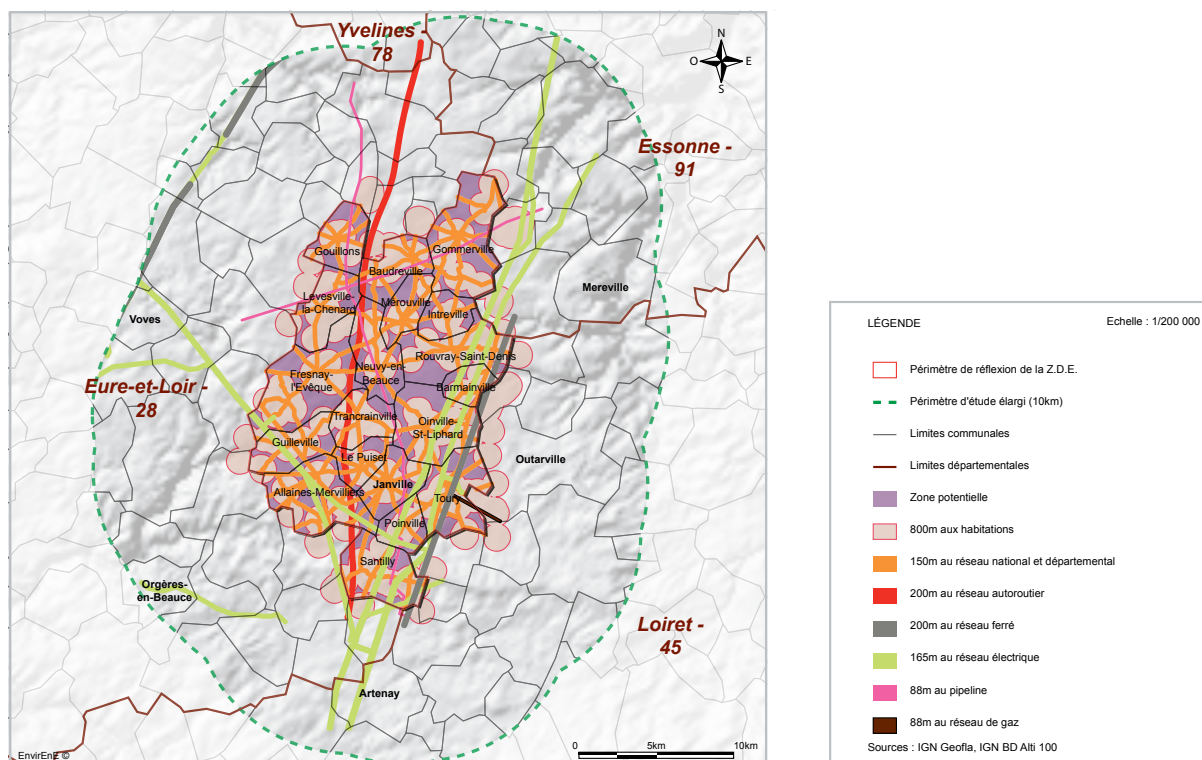 Yvelines -
78
N
O
E
S
Essonne -
91
Gouillons
Gommerville
Baudreville
Levesville-
la-Chenard
Mérouville
Mereville
Intreville
Voves
Rouvray-Saint-Denis
Neuvy-en-
Beauce
Fresnay-
l'Evêque
Barmainville
Eure-et-Loir -
28
Trancrainville
Oinville-
St-Liphard
Guilleville
Le Puiset
Outarville
Janville
Allaines-Mervilliers
Toury
Poinville
Santilly
Orgères-
en-Beauce
Loiret -
45
Artenay
EnvirEnE ©
0 5km 10km
LÉGENDE
Echelle : 1/200 000
Périmètre de réflexion de la Z.D.E.
Périmètre d'étude élargi (10km)
Limites communales
Limites départementales
Zone potentielle
800m aux habitations
150m au réseau national et départemental
200m au réseau autoroutier
200m au réseau ferré
165m au réseau électrique
88m au pipeline
88m au réseau de gaz
Sources : IGN Geofla, IGN BD Alti 100